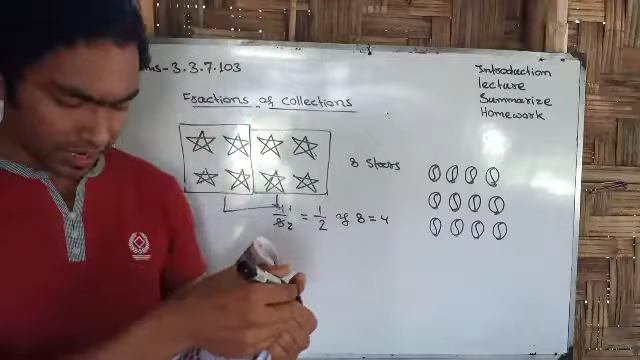 ms-3.3.7.103
Fractions of collections
8 stars
4 1
8 2 = 1/2 of 8 = 4
Introduction
lecture
Summarize
Homework